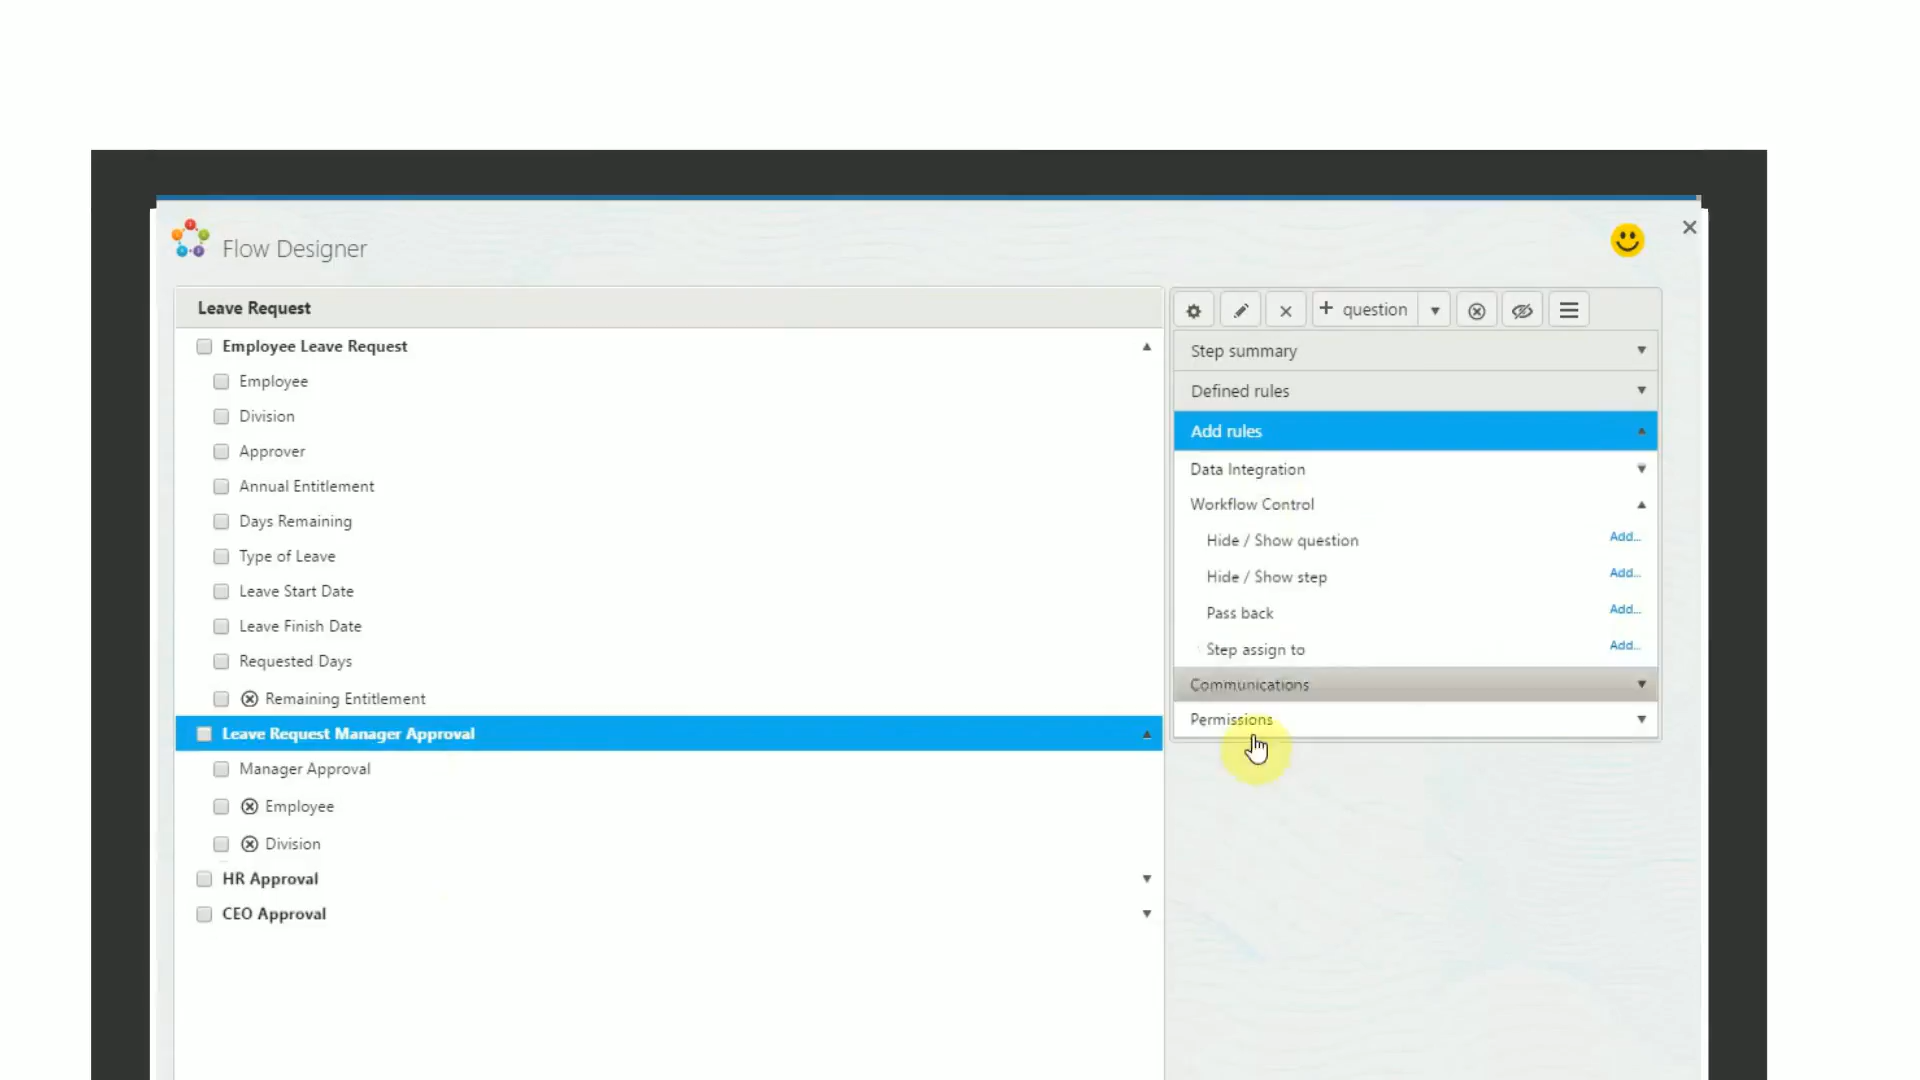 Flow Designer
Leave Request
Employee Leave Request
Employee
Division
Approver
Annual Entitlement
Days Remaining
Type of Leave
Leave Start Date
Leave Finish Date
Requested Days
Remaining Entitlement
Leave Request Manager Approval
Manager Approval
Employee
Division
HR Approval
CEO Approval
+ question
Step summary
Defined rules
Add rules
Data Integration
Workflow Control
Hide / Show question Add...
Hide / Show step Add...
Pass back Add...
Step assign to Add...
Communications
Permissions